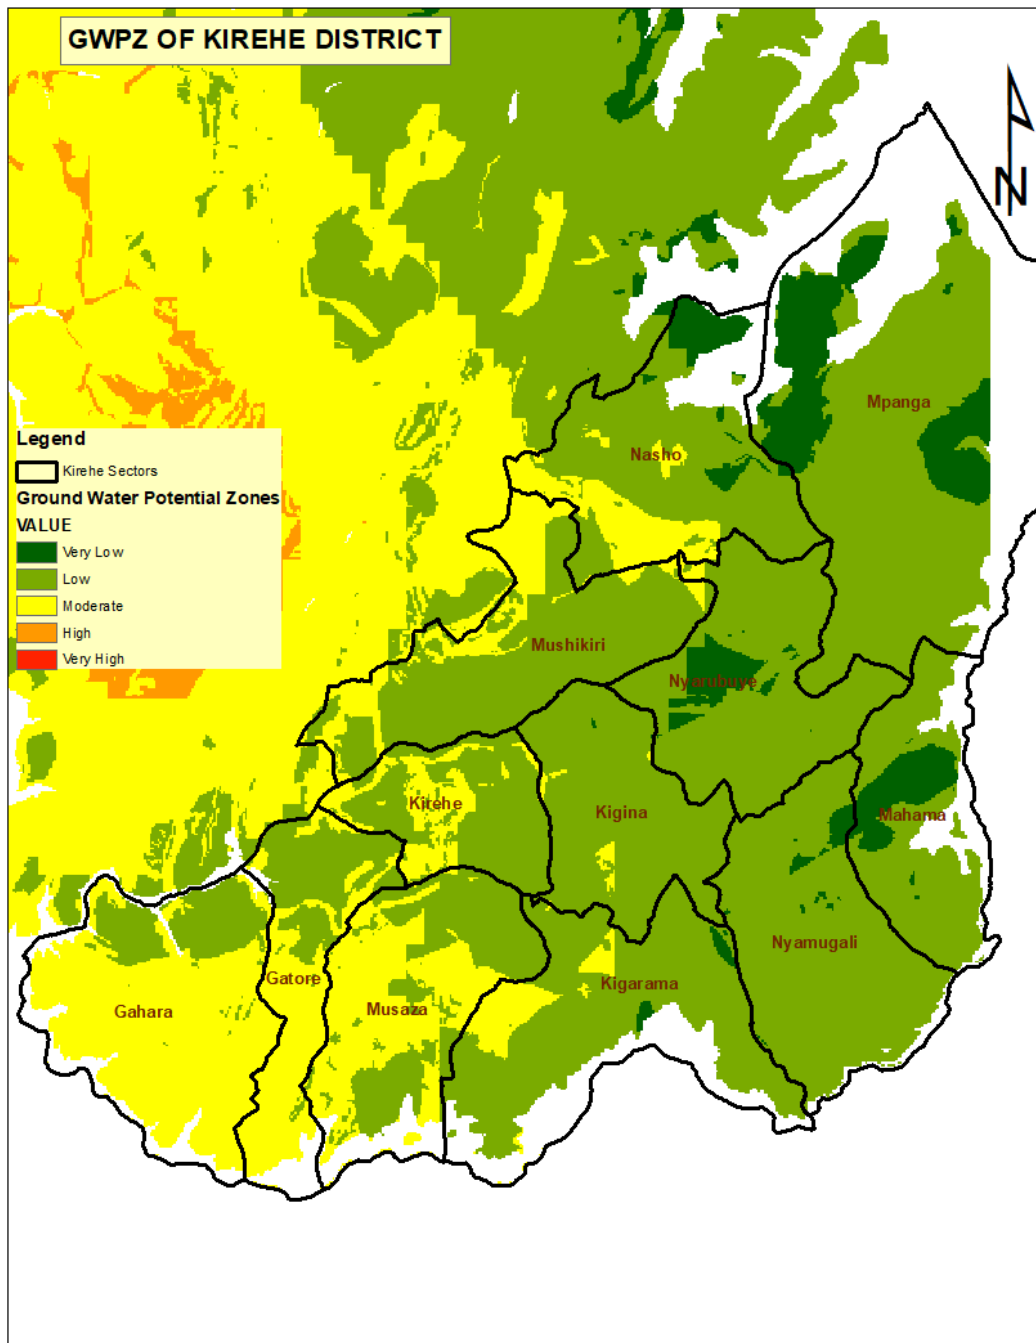 GWPZ OF KIREHE DISTRICT
N
Mpanga
Legend
Nasho
Kirehe Sectors
Ground Water Potential Zones
VALUE
Very Low
Low
Moderate
High
Very High
Mushikiri
Nyarubuye
Kirehe
Kigina
Mahama
Nyamugali
Gatore
Kigarama
Musaza
Gahara